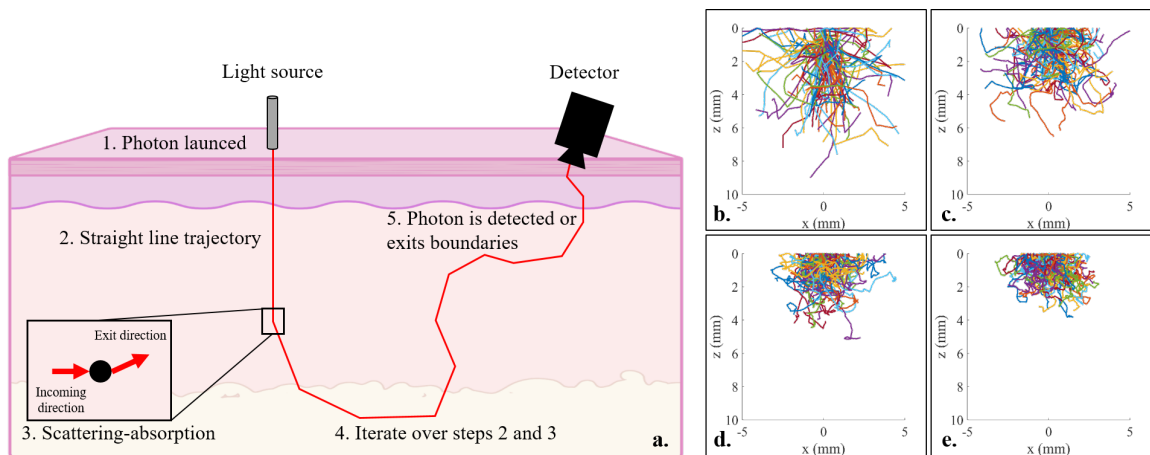 Light source
Detector
1. Photon launced
2. Straight line trajectory
5. Photon is detected or
exits boundaries
Exit direction
Incoming
direction
3. Scattering-absorption
4. Iterate over steps 2 and 3
a.
0
2
4
6
8
10
z (mm)
-5
0
5
x (mm)
b.
0
2
4
6
8
10
z (mm)
-5
0
5
x (mm)
c.
0
2
4
6
8
10
z (mm)
-5
0
5
x (mm)
d.
0
2
4
6
8
10
z (mm)
-5
0
5
x (mm)
e.